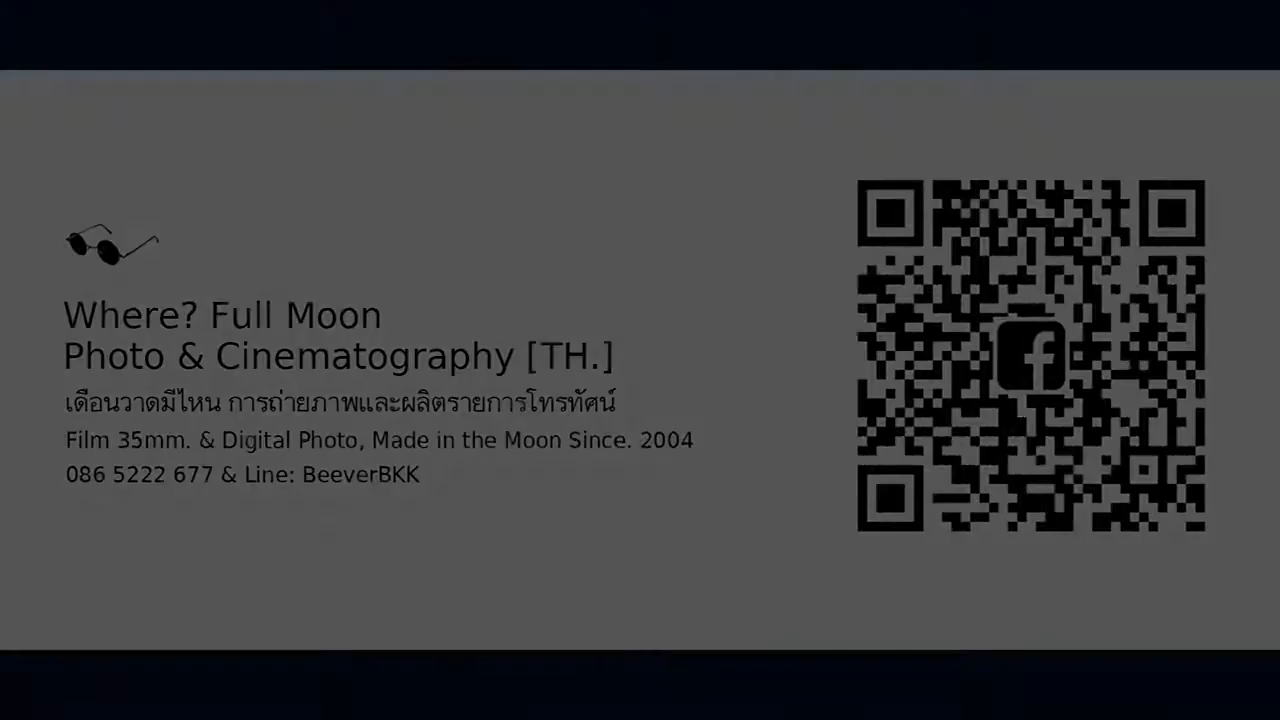 Where? Full Moon
Photo & Cinematography [TH.]
เดือนวาดมีไหน การถ่ายภาพและผลิตรายการโทรทัศน์
Film 35mm. & Digital Photo, Made in the Moon Since. 2004
086 5222 677 & Line: BeeverBKK